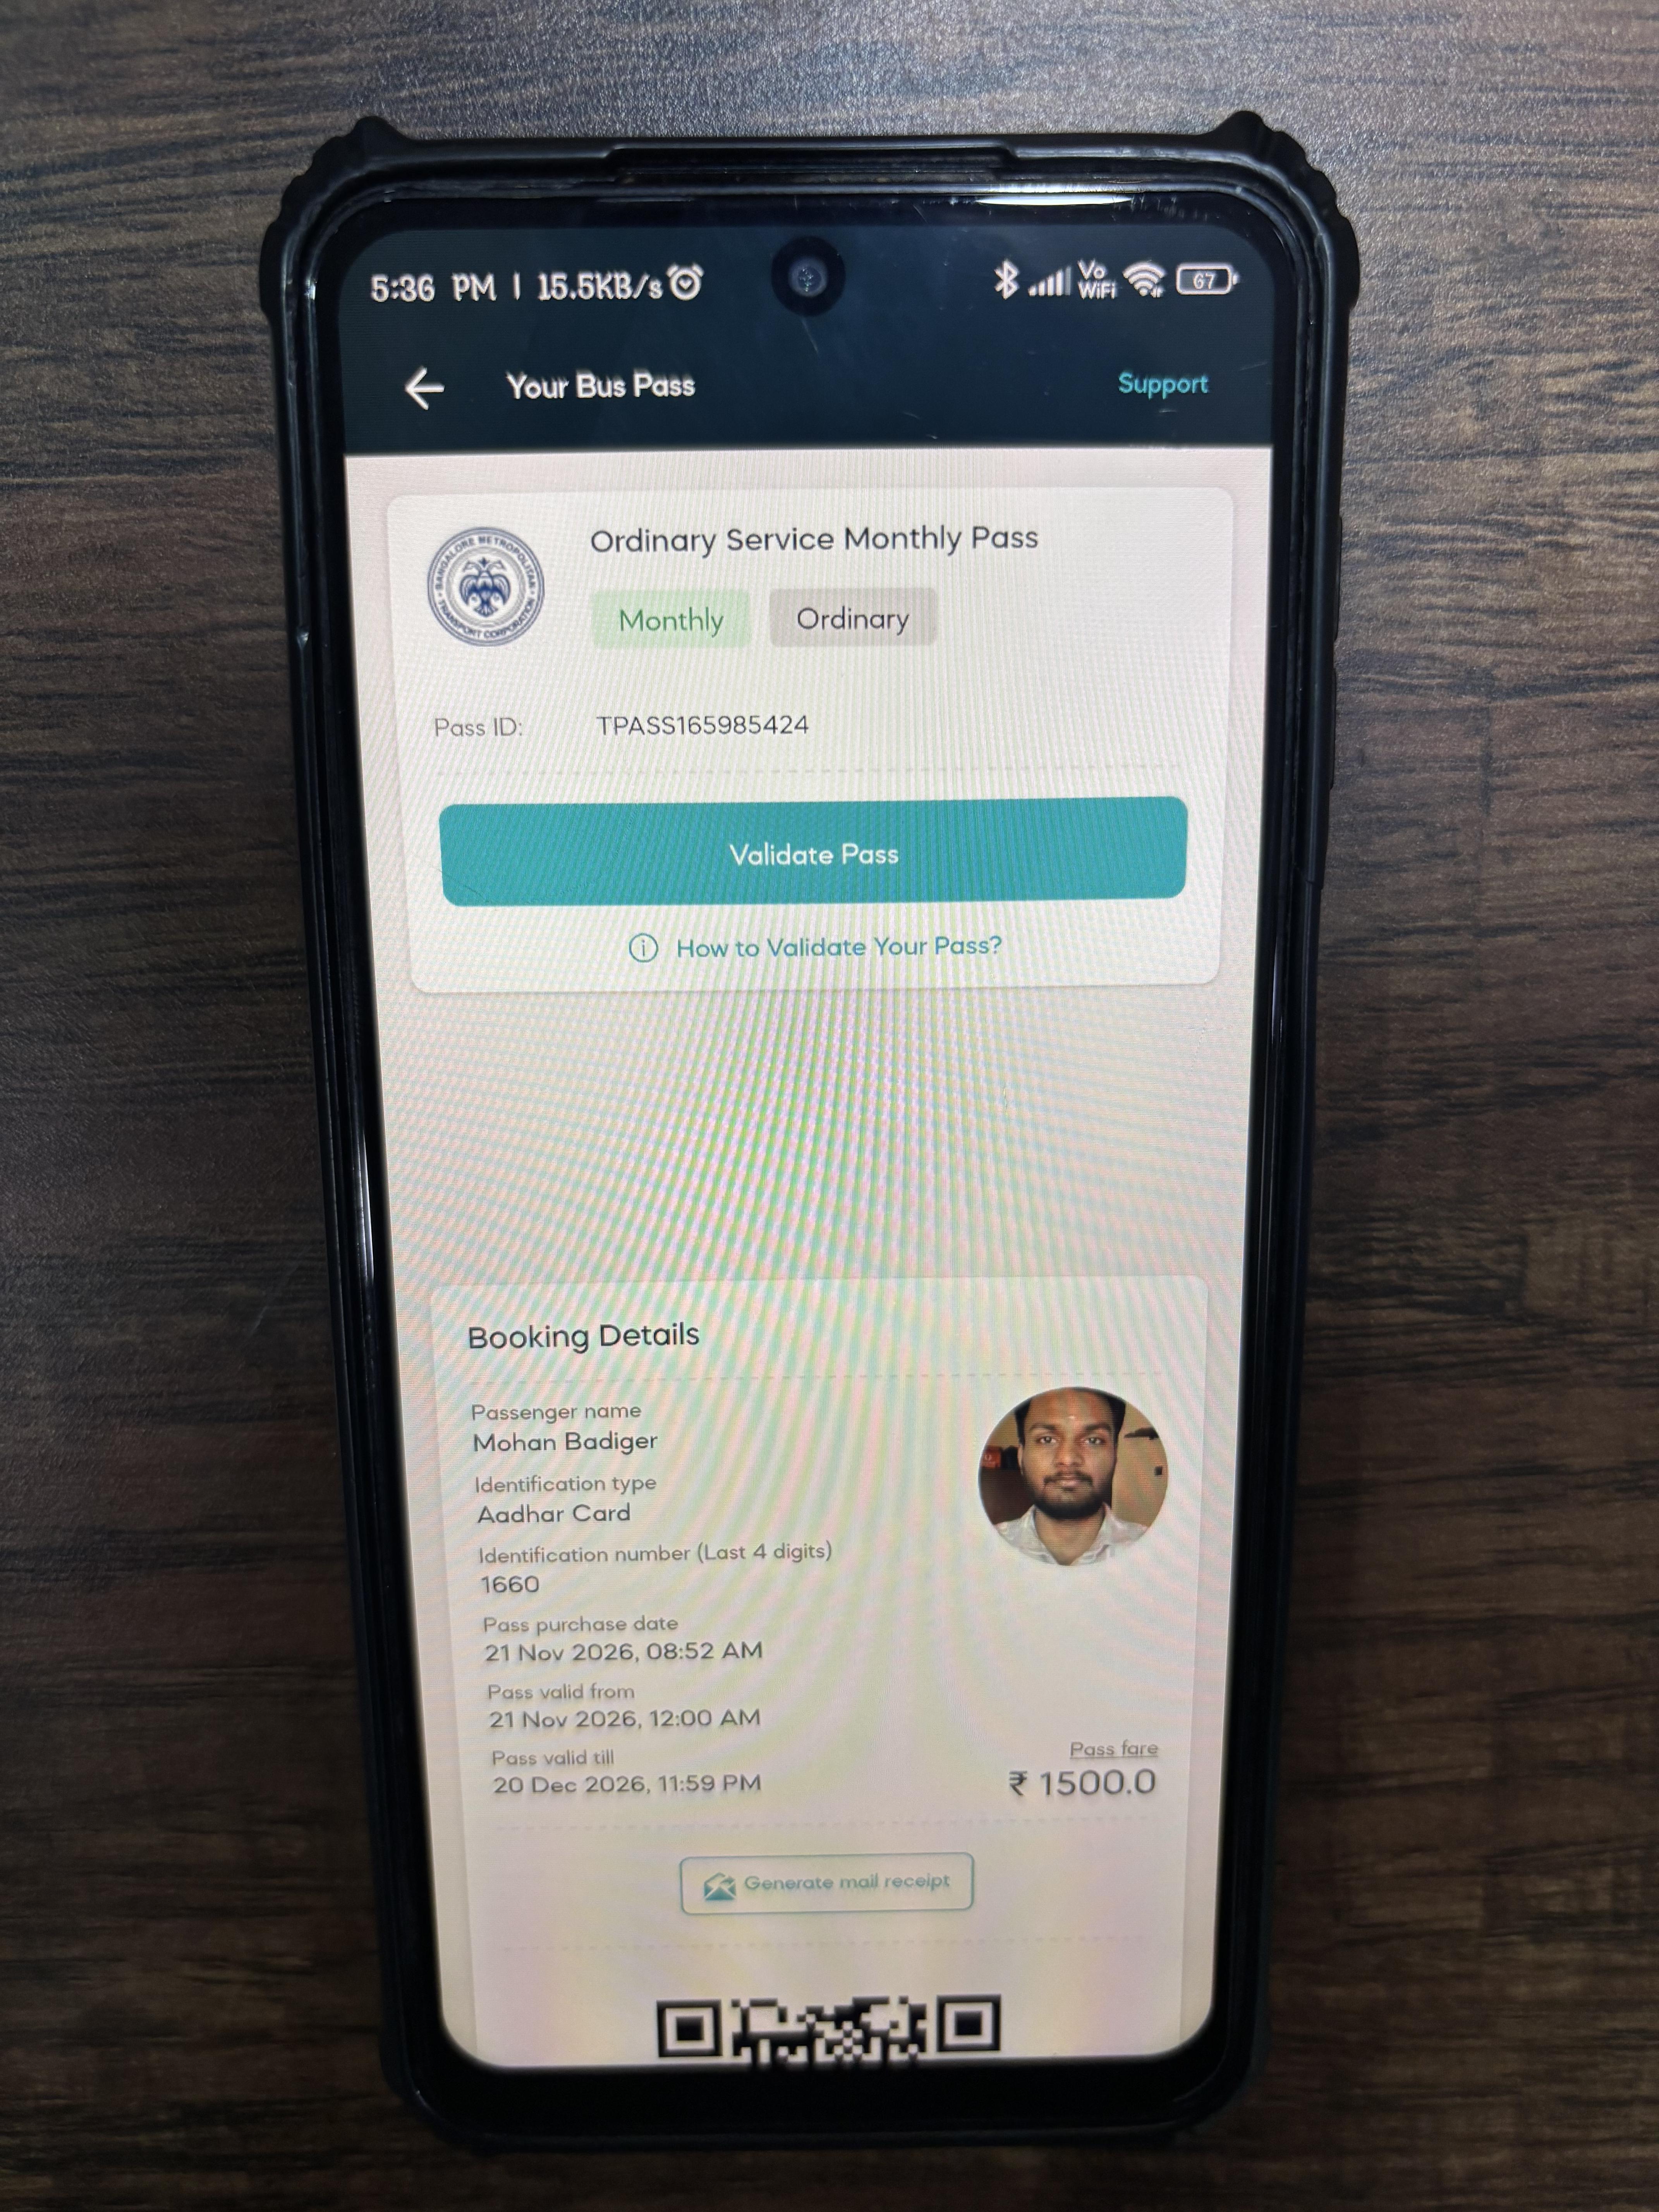 5:36 PM | 15.5KB/s Vo WiFi 67
Your Bus Pass Support
BANGALORE METROPOLITAN TRANSPORT CORPORATION
Ordinary Service Monthly Pass
Monthly Ordinary
Pass ID: TPASS165985424
Validate Pass
How to Validate Your Pass?
Booking Details
Passenger name
Mohan Badiger
Identification type
Aadhar Card
Identification number (Last 4 digits)
1660
Pass purchase date
21 Nov 2026, 08:52 AM
Pass valid from
21 Nov 2026, 12:00 AM
Pass valid till
20 Dec 2026, 11:59 PM
Pass fare
₹ 1500.0
Generate mail receipt